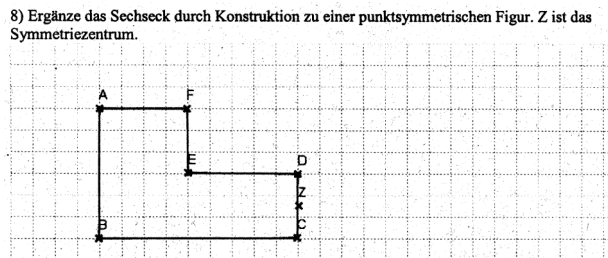 8) Ergänze das Sechseck durch Konstruktion zu einer punktsymmetrischen Figur. Z ist das
Symmetriezentrum.
A F
E D
Z
B C